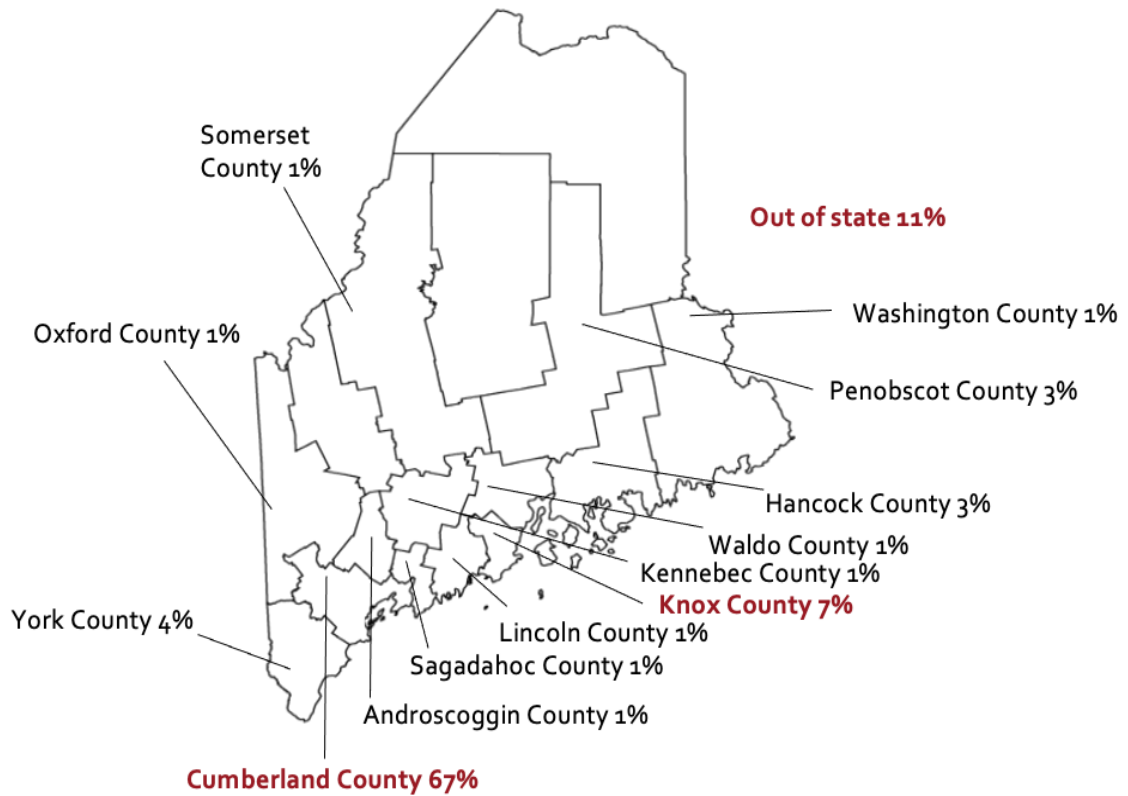 Somerset
County 1%
Out of state 11%
Washington County 1%
Oxford County 1%
Penobscot County 3%
Hancock County 3%
Waldo County 1%
Kennebec County 1%
Knox County 7%
York County 4%
Lincoln County 1%
Sagadahoc County 1%
Androscoggin County 1%
Cumberland County 67%